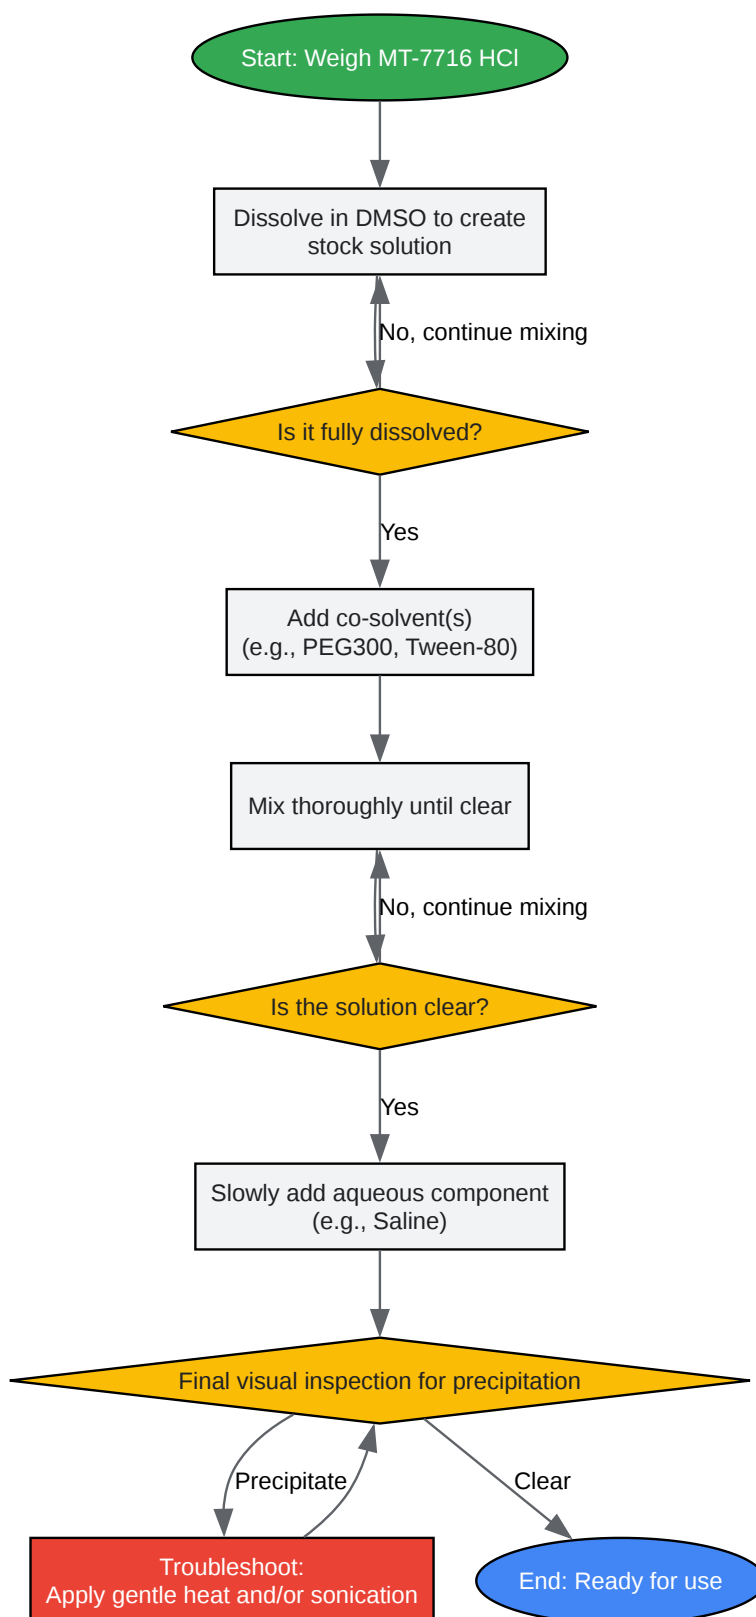 Start: Weigh MT-7716 HCl
Dissolve in DMSO to create
stock solution
No, continue mixing
Is it fully dissolved?
Yes
Add co-solvent(s)
(e.g., PEG300, Tween-80)
Mix thoroughly until clear
No, continue mixing
Is the solution clear?
Yes
Slowly add aqueous component
(e.g., Saline)
Final visual inspection for precipitation
Precipitate
Clear
Troubleshoot:
Apply gentle heat and/or sonication
End: Ready for use